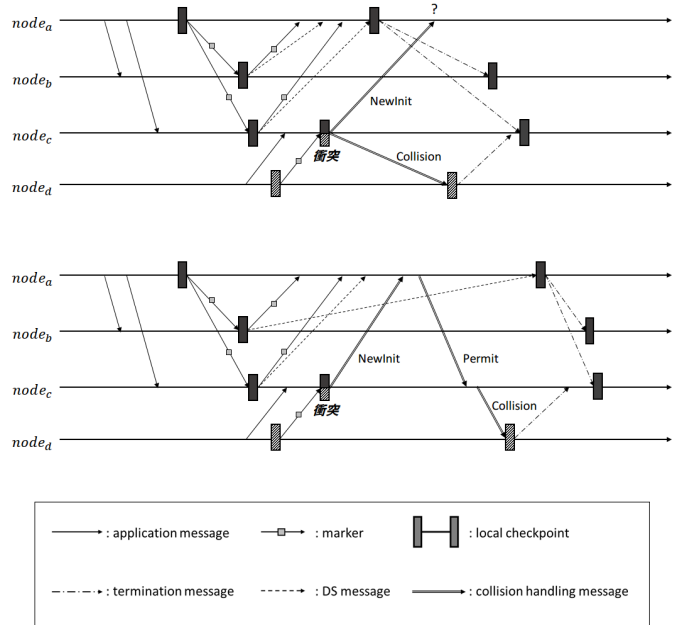 ?
node_a
node_b
NewInit
node_c
衝突
Collision
node_d
node_a
node_b
NewInit
Permit
node_c
衝突
Collision
node_d
: application message
: marker
: local checkpoint
: termination message
: DS message
: collision handling message